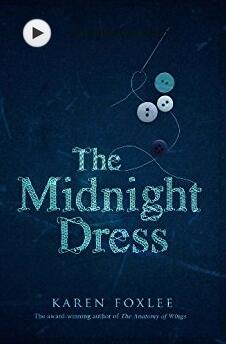 The
Midnight
Dress
KAREN FOXLEE
The award-winning author of The Anatomy of Wings